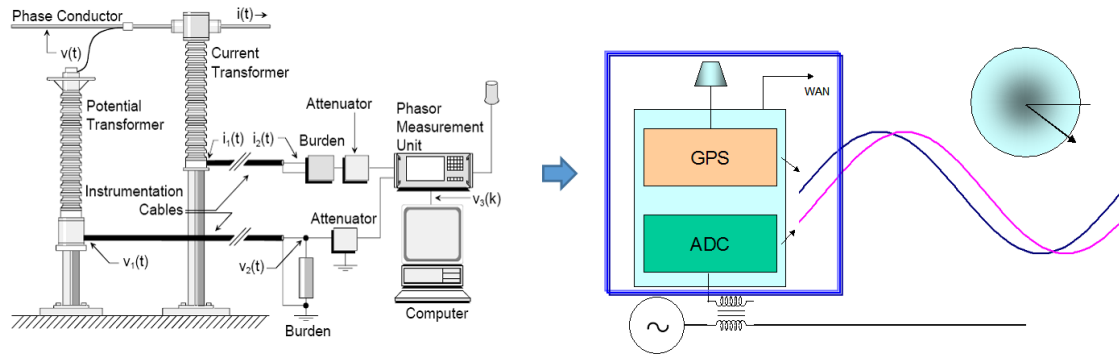 Phase Conductor
i(t)
v(t)
Current
Transformer
Potential
Transformer
Attenuator
Phasor
Measurement
Unit
i₁(t) i₂(t)
Burden
Instrumentation
Cables
v₃(k)
Attenuator
v₁(t)
v₂(t)
Computer
Burden
WAN
GPS
ADC